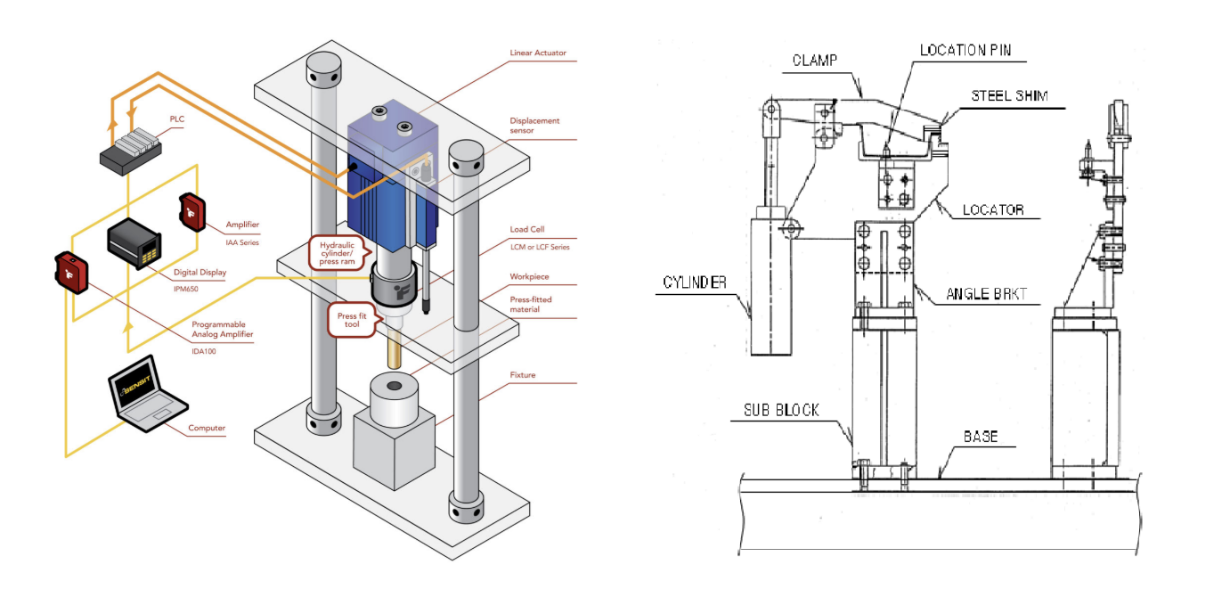 Linear Actuator
Displacement
sensor
PLC
Amplifier
IAA Series
Load Cell
LCM or LCF Series
Hydraulic
cylinder/
press ram
Digital Display
IPM650
Workpiece
Press-fitted
material
Press fit
tool
Programmable
Analog Amplifier
IDA100
Fixture
SENSIT
Computer
LOCATION PIN
CLAMP
STEEL SHIM
LOCATOR
CYLINDER
ANGLE BRKT
SUB BLOCK
BASE